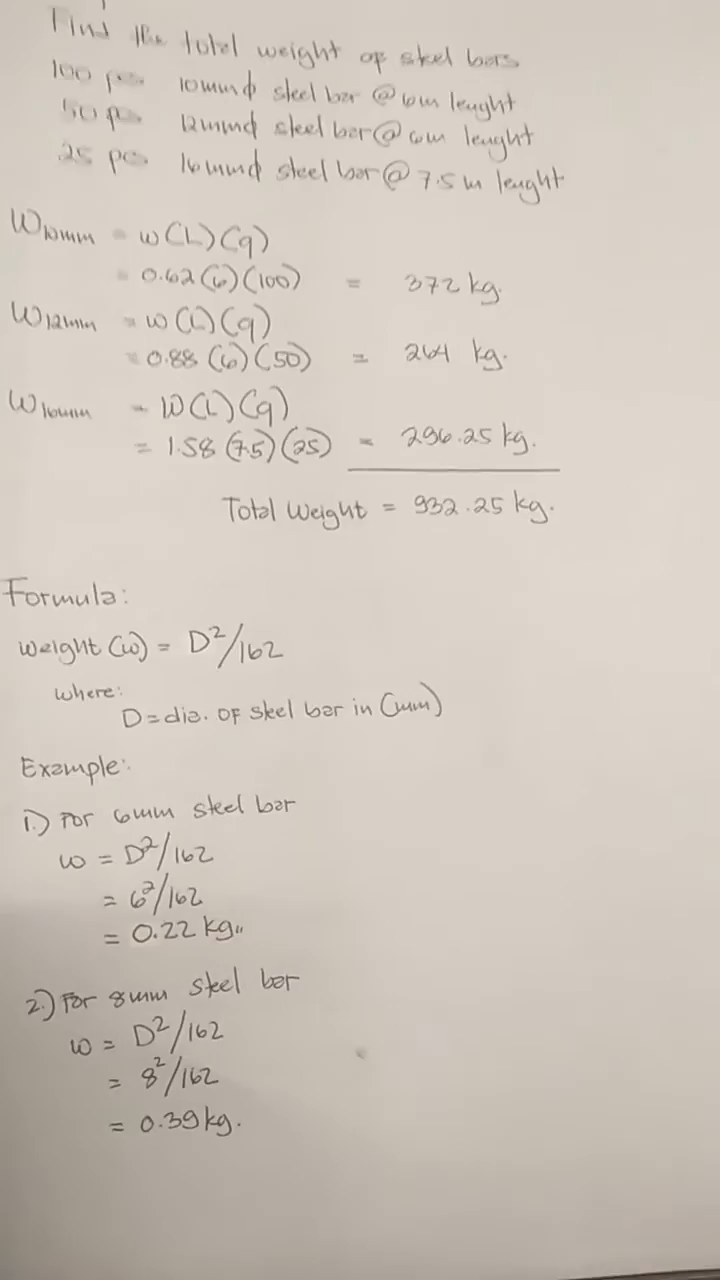 Find the total weight of steel bars
100 pcs 10mmϕ steel bar @ 6m lenght
50 pcs 12mmϕ steel bar @ 6m lenght
25 pcs 16mmϕ steel bar @ 7.5m lenght
W10mm = w(L)(q)
= 0.62(6)(100) = 372 kg.
W12mm = w(L)(q)
= 0.88(6)(50) = 264 kg.
W16mm = W(L)(q)
= 1.58(7.5)(25) = 296.25 kg.
Total Weight = 932.25 kg.
Formula:
weight (w) = D²/162
where:
D = dia. of steel bar in (mm)
Example:
1.) For 6mm steel bar
w = D²/162
= 6²/162
= 0.22 kg,,
2.) For 8mm steel bar
w = D²/162
= 8²/162
= 0.39 kg.